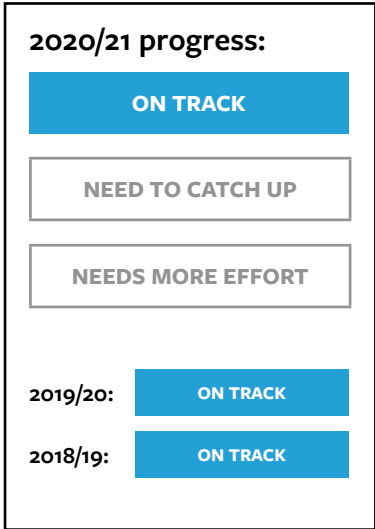 2020/21 progress:
ON TRACK
NEED TO CATCH UP
NEEDS MORE EFFORT
2019/20: ON TRACK
2018/19: ON TRACK